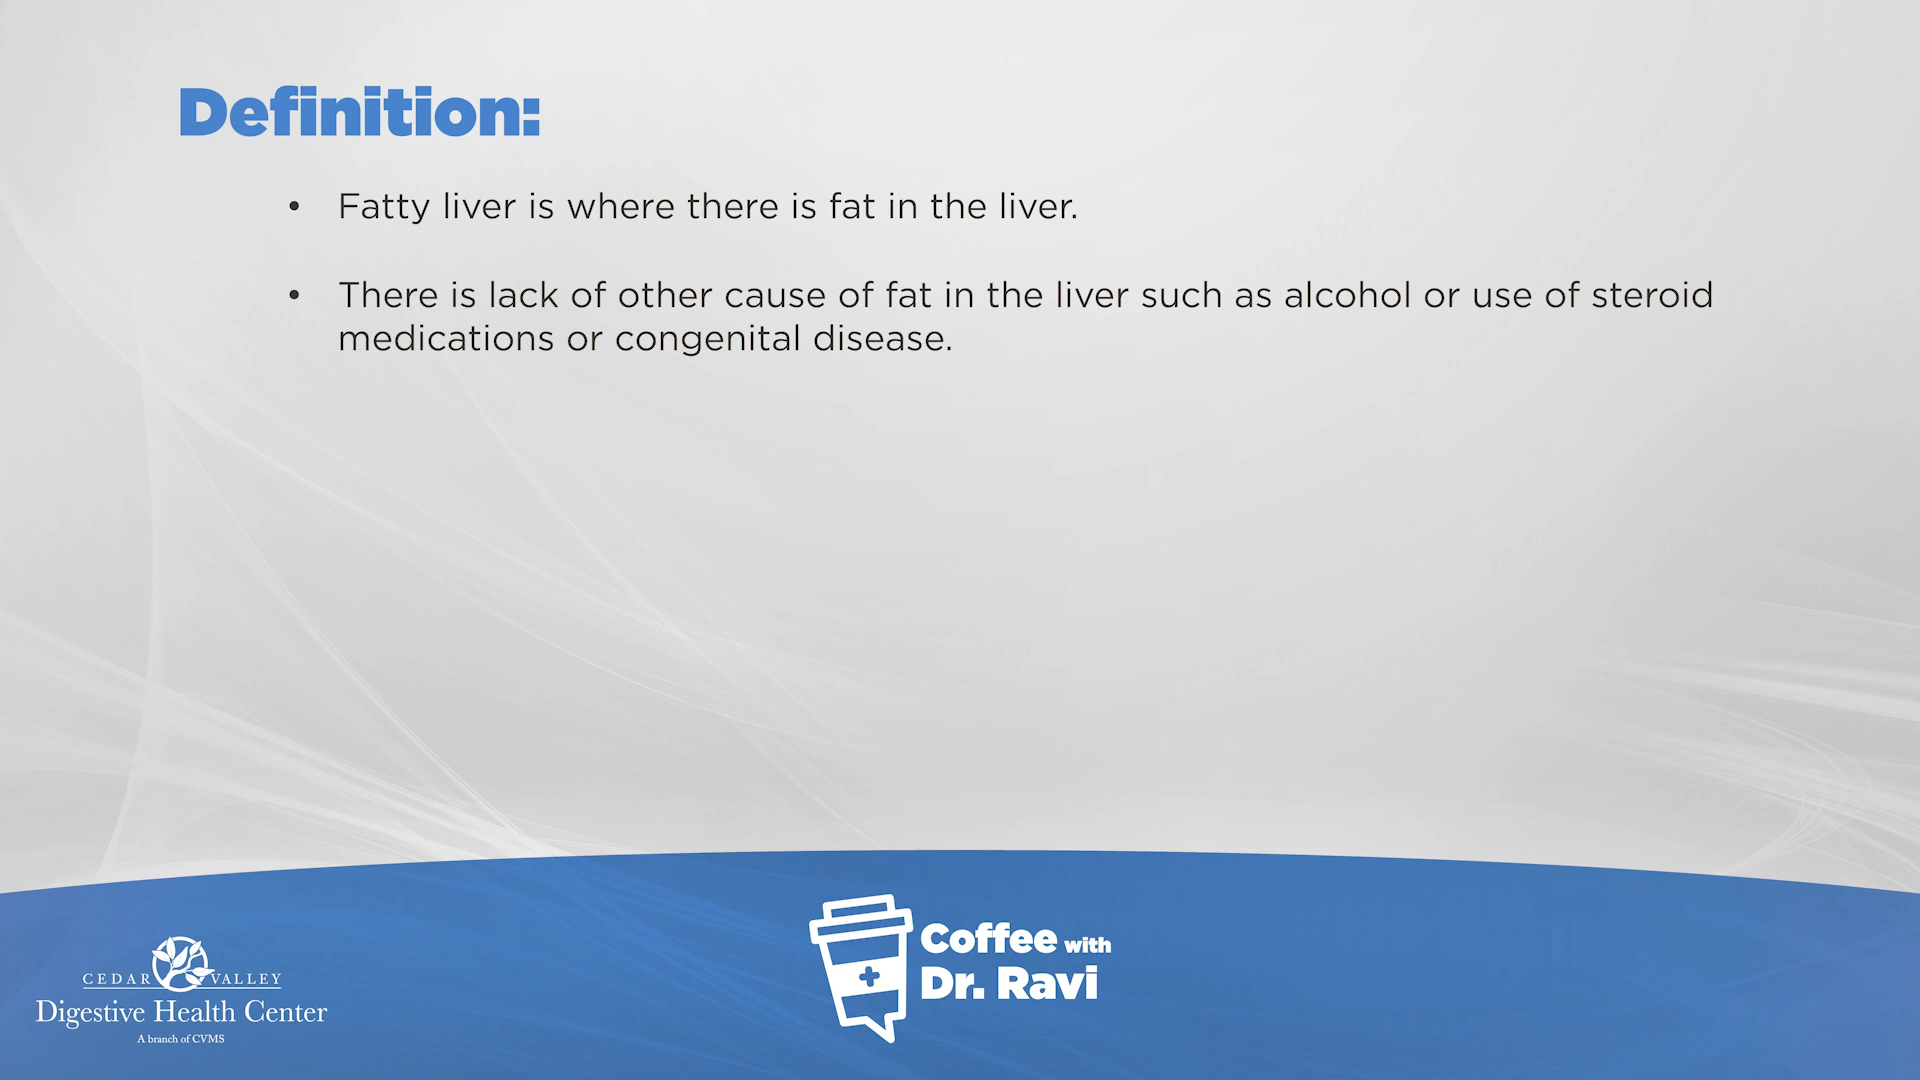 Definition:
• Fatty liver is where there is fat in the liver.
• There is lack of other cause of fat in the liver such as alcohol or use of steroid
medications or congenital disease.
Coffee with
Dr. Ravi
CEDAR VALLEY
Digestive Health Center
A branch of CVMS